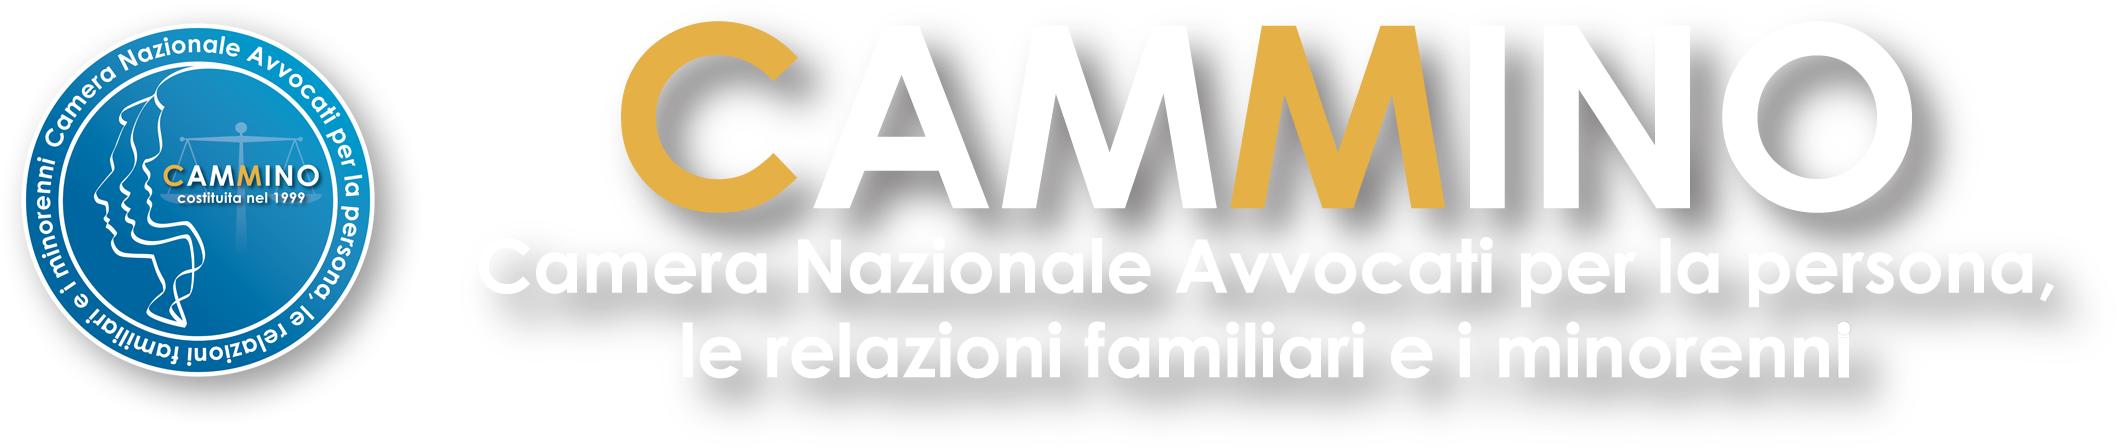 Camera Nazionale Avvocati per la persona, le relazioni familiari e i minorenni
CAMMINO
costituita nel 1999
CAMMINO
Camera Nazionale Avvocati per la persona,
le relazioni familiari e i minorenni